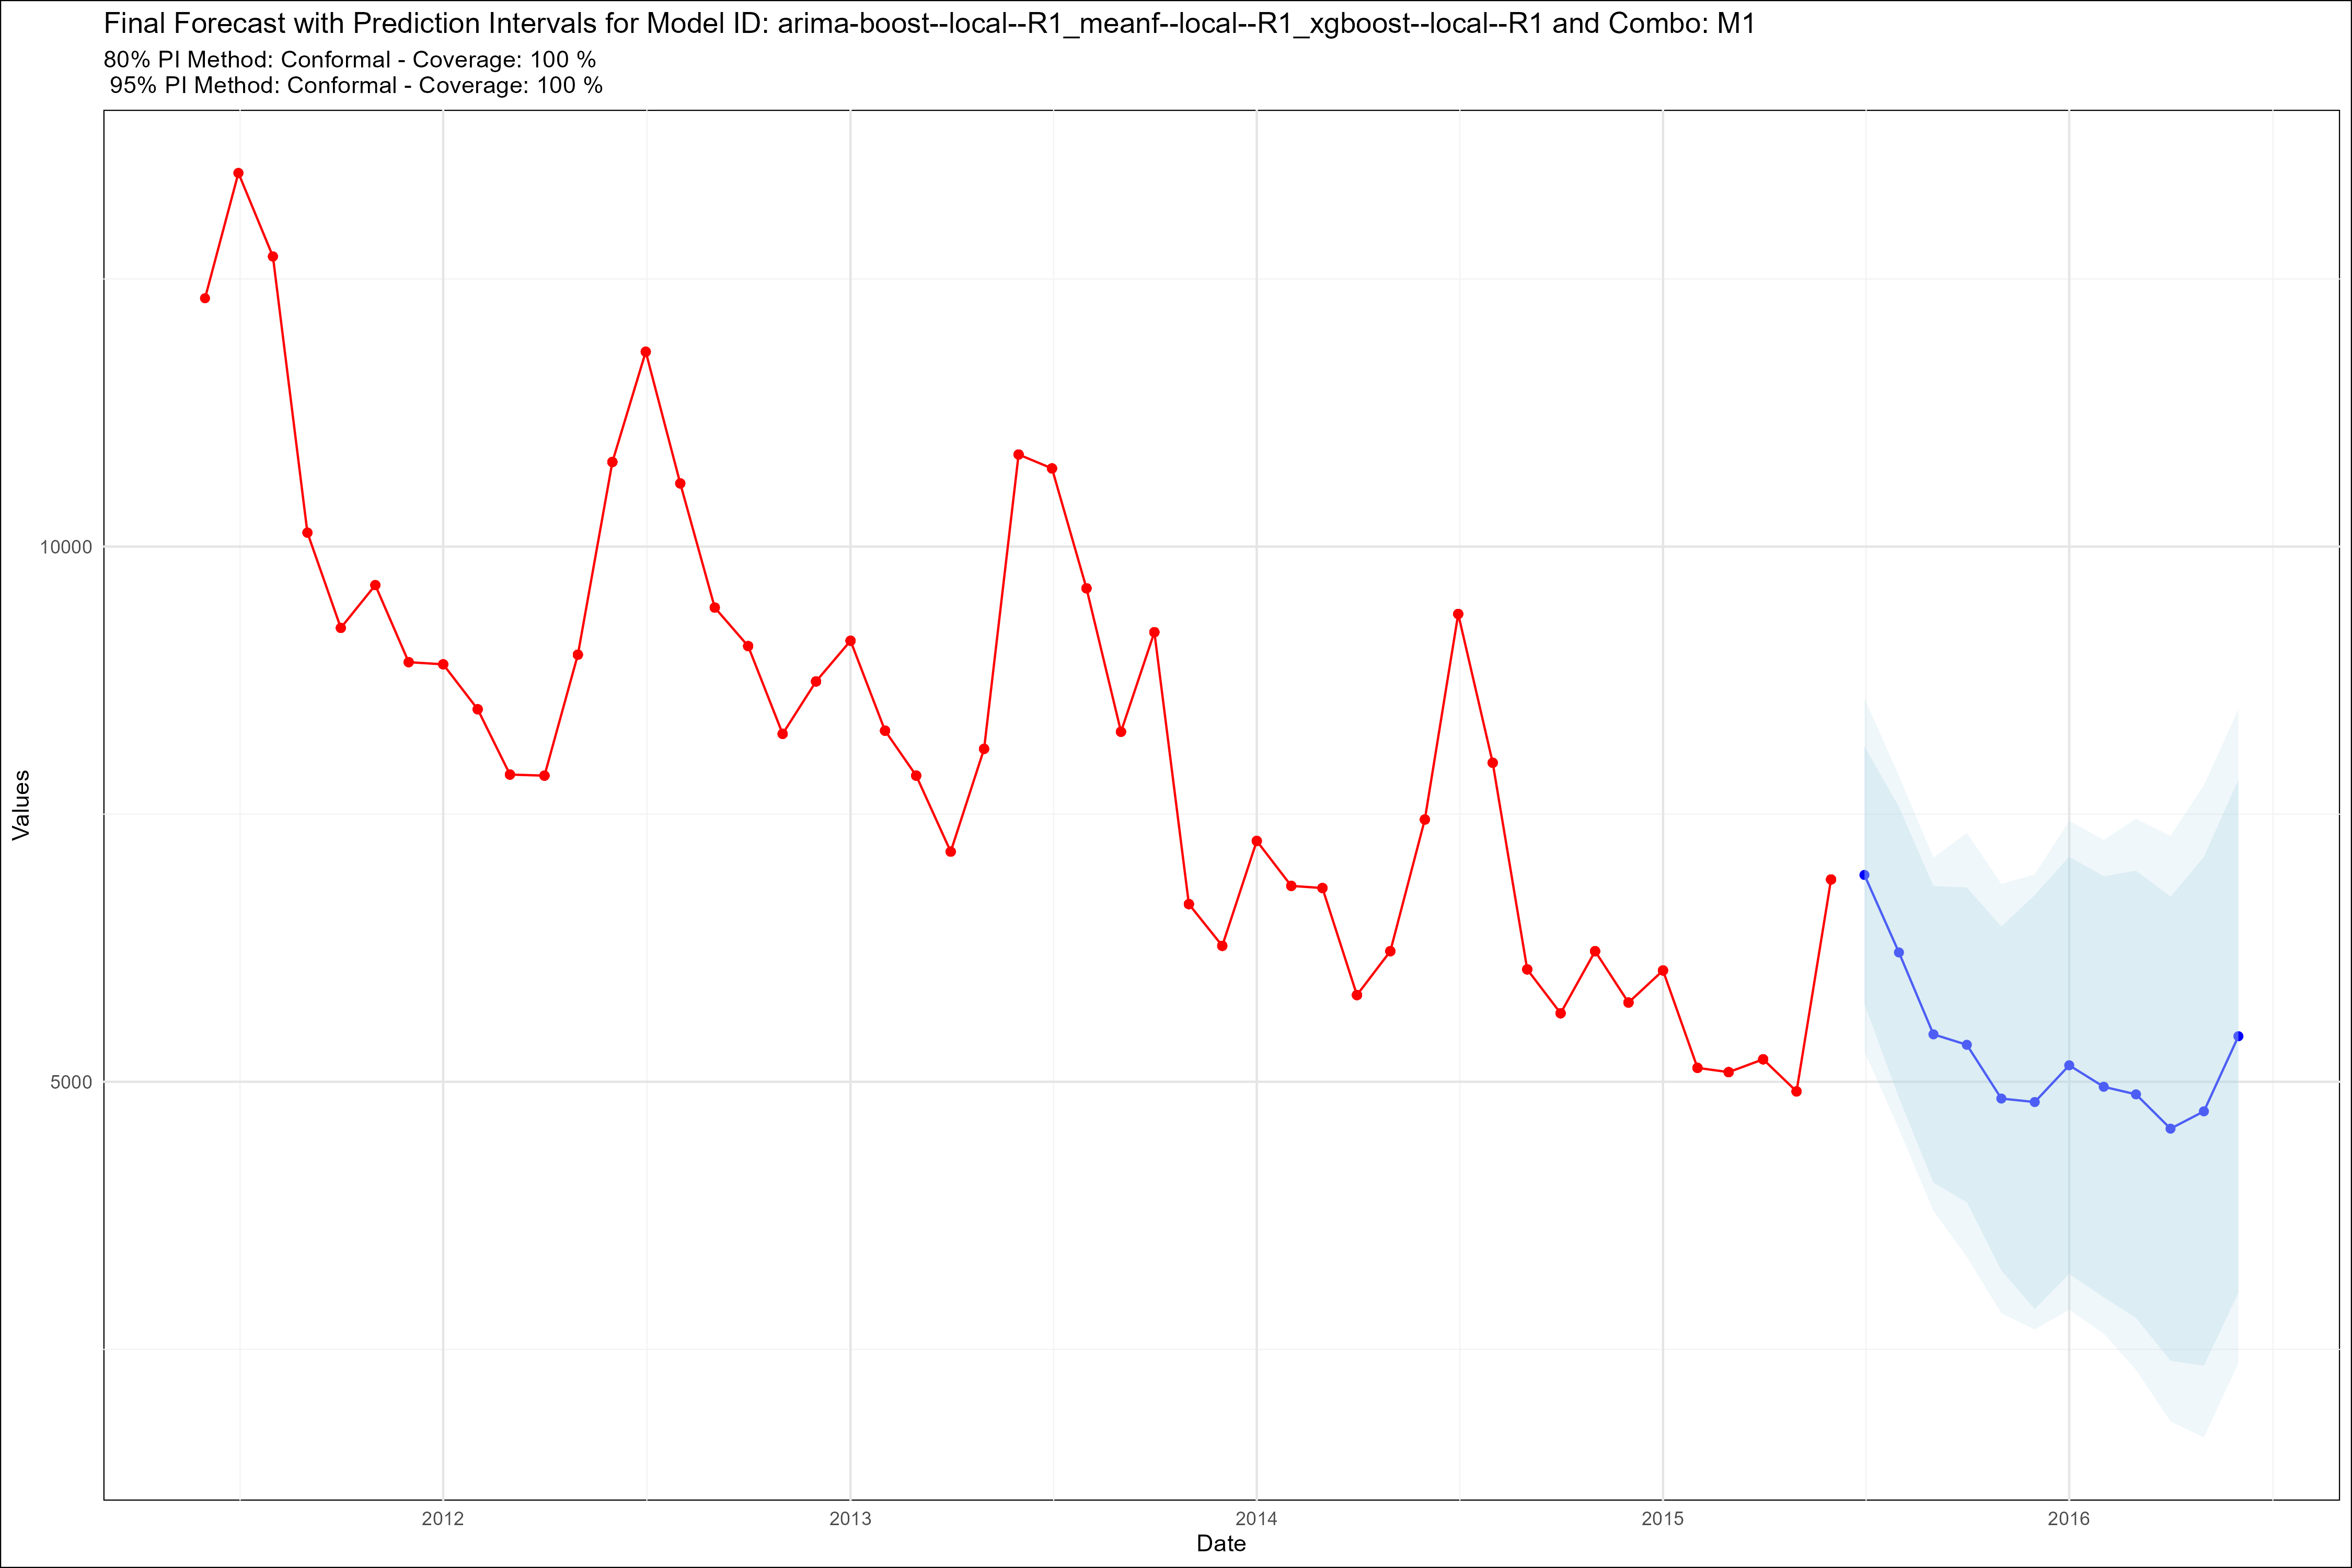 Final Forecast with Prediction Intervals for Model ID: arima-boost--local--R1_meanf--local--R1_xgboost--local--R1 and Combo: M1
80% PI Method: Conformal - Coverage: 100 %
95% PI Method: Conformal - Coverage: 100 %
Values
10000
5000
2012
2013
2014
2015
2016
Date